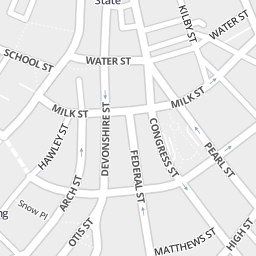 State
KILBY ST
WATER ST
SCHOOL ST
WATER ST
MILK ST
MILK ST
HAWLEY ST
DEVONSHIRE ST
CONGRESS ST
PEARL ST
FEDERAL ST
ARCH ST
Snow Pl
OTIS ST
MATTHEWS ST
HIGH ST